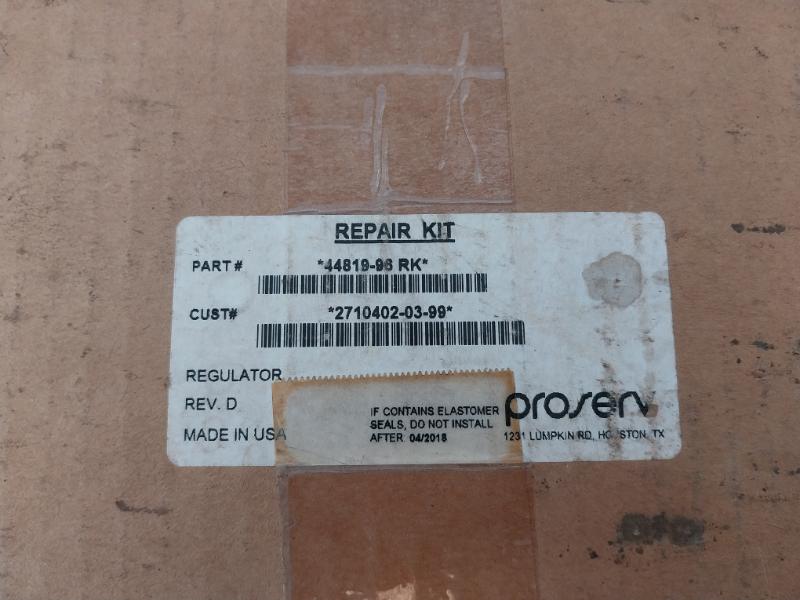 REPAIR KIT
PART # *44819-96 RK*
CUST# *2710402-03-99*
REGULATOR
REV. D
MADE IN USA
IF CONTAINS ELASTOMER
SEALS, DO NOT INSTALL
AFTER 04/2018
proserv
1231 LUMPKIN RD, HOUSTON, TX